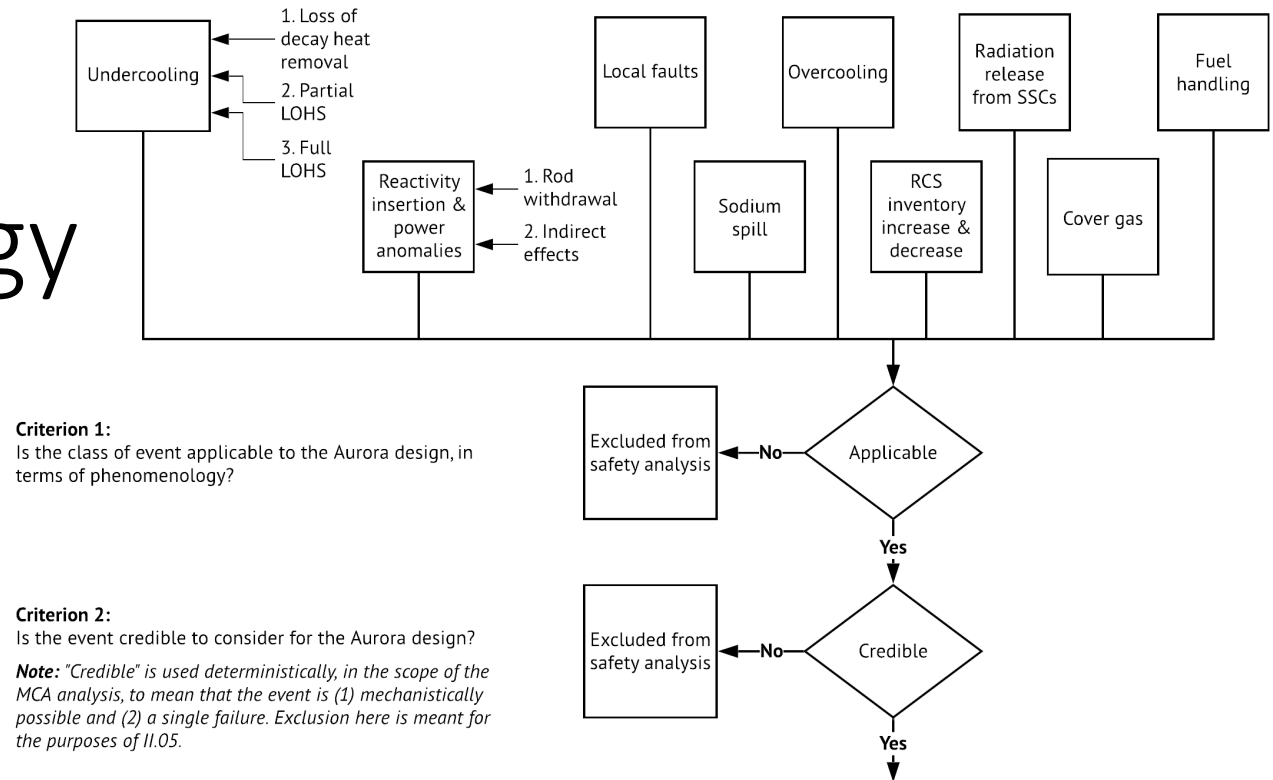 Undercooling
1. Loss of
decay heat
removal
2. Partial
LOHS
3. Full
LOHS
Reactivity
insertion &
power
anomalies
1. Rod
withdrawal
2. Indirect
effects
Local faults
Sodium
spill
Overcooling
RCS
inventory
increase &
decrease
Radiation
release
from SSCs
Cover gas
Fuel
handling
gy
Criterion 1:
Is the class of event applicable to the Aurora design, in
terms of phenomenology?
Excluded from
safety analysis
No
Applicable
Yes
Criterion 2:
Is the event credible to consider for the Aurora design?
Note: "Credible" is used deterministically, in the scope of the
MCA analysis, to mean that the event is (1) mechanistically
possible and (2) a single failure. Exclusion here is meant for
the purposes of II.05.
Excluded from
safety analysis
No
Credible
Yes